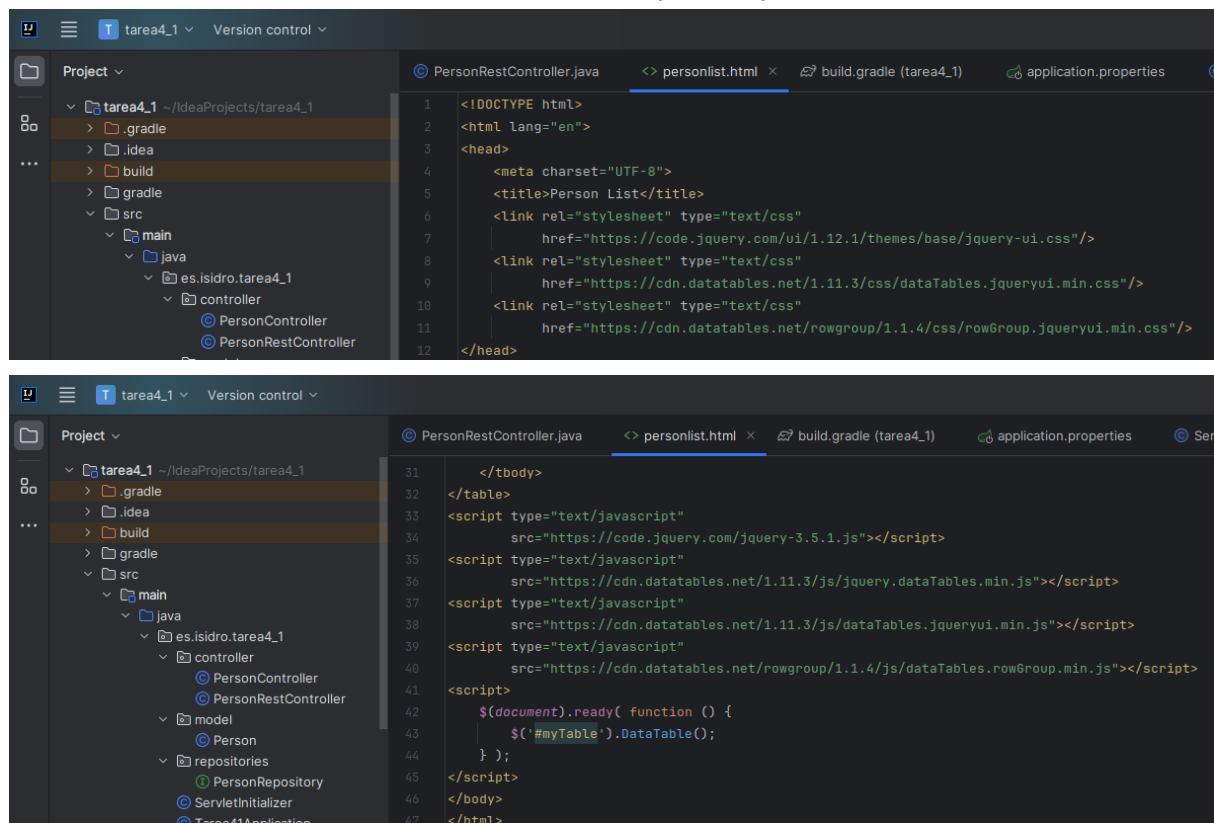 tarea4_1 Version control
Project
PersonRestController.java personlist.html build.gradle (tarea4_1) application.properties
tarea4_1 ~/IdeaProjects/tarea4_1
.gradle
.idea
build
gradle
src
main
java
es.isidro.tarea4_1
controller
PersonController
PersonRestController
1 <!DOCTYPE html>
2 <html lang="en">
3 <head>
4 <meta charset="UTF-8">
5 <title>Person List</title>
6 <link rel="stylesheet" type="text/css"
7 href="https://code.jquery.com/ui/1.12.1/themes/base/jquery-ui.css"/>
8 <link rel="stylesheet" type="text/css"
9 href="https://cdn.datatables.net/1.11.3/css/dataTables.jqueryui.min.css"/>
10 <link rel="stylesheet" type="text/css"
11 href="https://cdn.datatables.net/rowgroup/1.1.4/css/rowGroup.jqueryui.min.css"/>
12 </head>
tarea4_1 Version control
Project
PersonRestController.java personlist.html build.gradle (tarea4_1) application.properties Ser
tarea4_1 ~/IdeaProjects/tarea4_1
.gradle
.idea
build
gradle
src
main
java
es.isidro.tarea4_1
controller
PersonController
PersonRestController
model
Person
repositories
PersonRepository
ServletInitializer
Tarea41Application
31 </tbody>
32 </table>
33 <script type="text/javascript"
34 src="https://code.jquery.com/jquery-3.5.1.js"></script>
35 <script type="text/javascript"
36 src="https://cdn.datatables.net/1.11.3/js/jquery.dataTables.min.js"></script>
37 <script type="text/javascript"
38 src="https://cdn.datatables.net/1.11.3/js/dataTables.jqueryui.min.js"></script>
39 <script type="text/javascript"
40 src="https://cdn.datatables.net/rowgroup/1.1.4/js/dataTables.rowGroup.min.js"></script>
41 <script>
42 $(document).ready( function () {
43 $('#myTable').DataTable();
44 } );
45 </script>
46 </body>
47 </html>